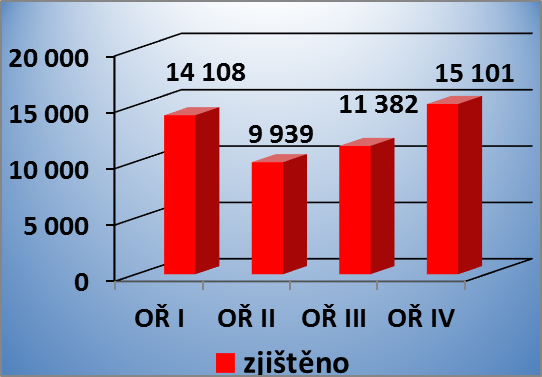 20 000
15 000
10 000
5 000
0
14 108
9 939
11 382
15 101
OŘ I
OŘ II
OŘ III
OŘ IV
zjištěno